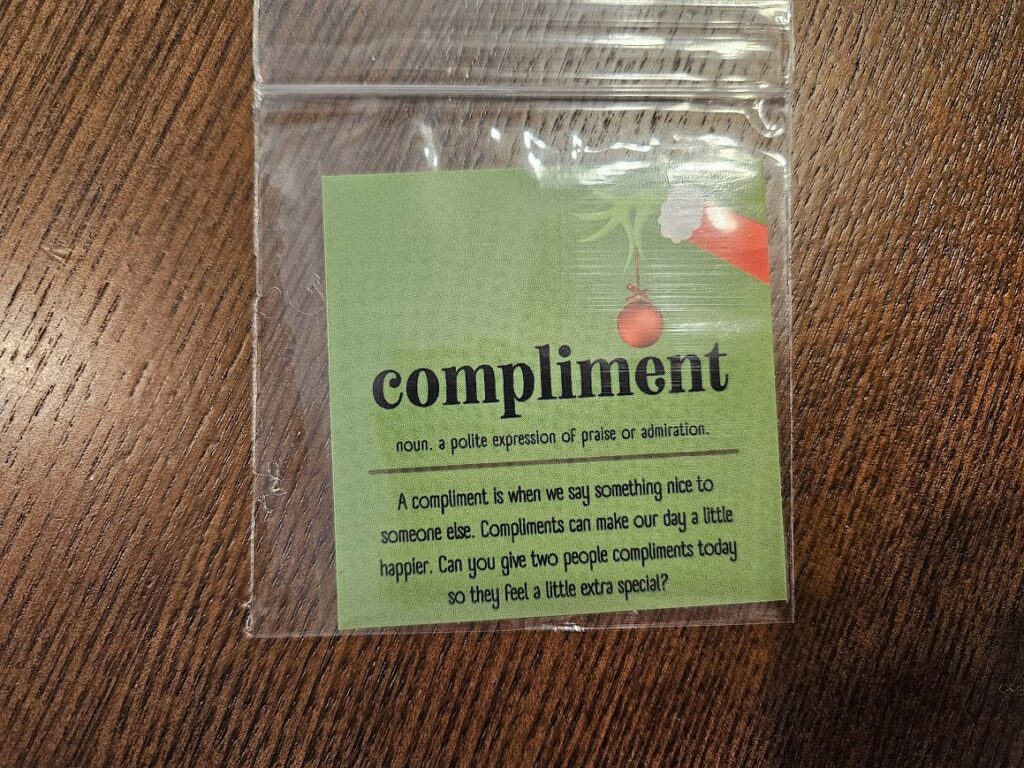 compliment
noun. a polite expression of praise or admiration.
A compliment is when we say something nice to
someone else. Compliments can make our day a little
happier. Can you give two people compliments today
so they feel a little extra special?